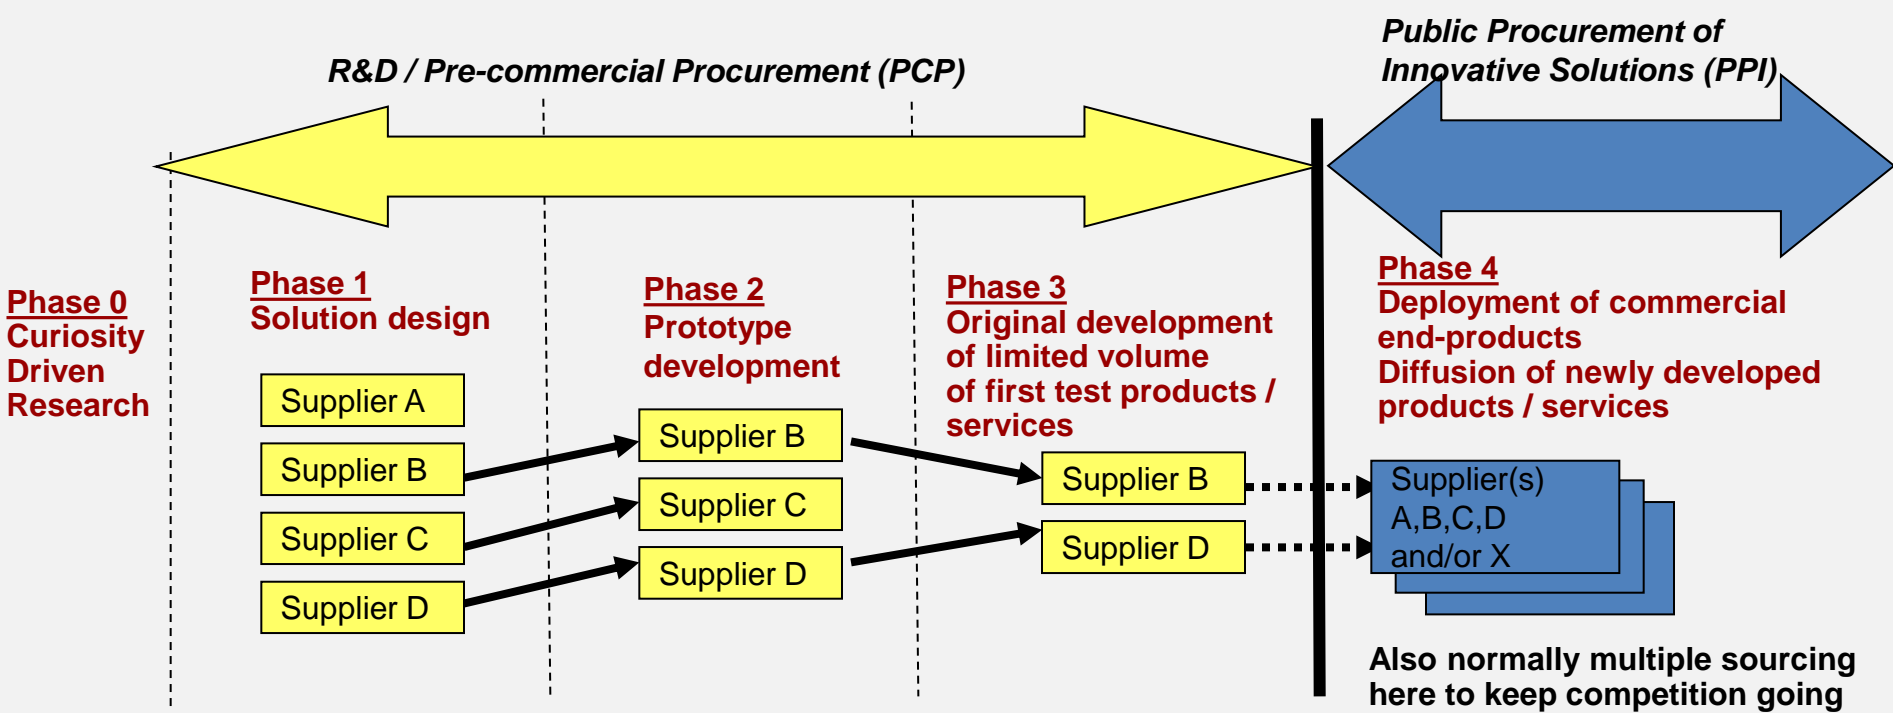 R&D / Pre-commercial Procurement (PCP)
Public Procurement of
Innovative Solutions (PPI)
Phase 0
Curiosity
Driven
Research
Phase 1
Solution design
Supplier A
Supplier B
Supplier C
Supplier D
Phase 2
Prototype
development
Supplier B
Supplier C
Supplier D
Phase 3
Original development
of limited volume
of first test products /
services
Supplier B
Supplier D
Phase 4
Deployment of commercial
end-products
Diffusion of newly developed
products / services
Supplier(s)
A,B,C,D
and/or X
Also normally multiple sourcing
here to keep competition going